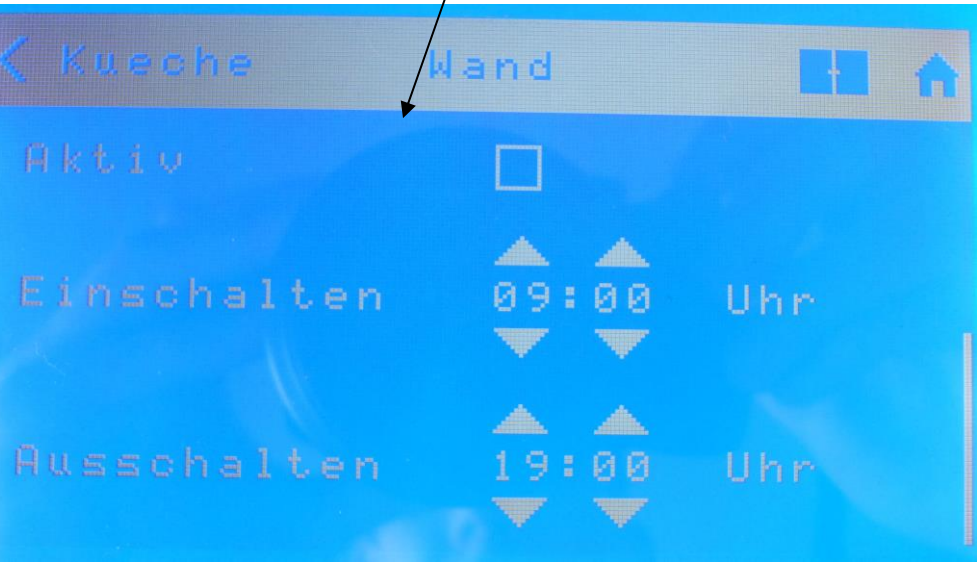 Kueche Wand
Aktiv
Einschalten 09:00 Uhr
Ausschalten 19:00 Uhr